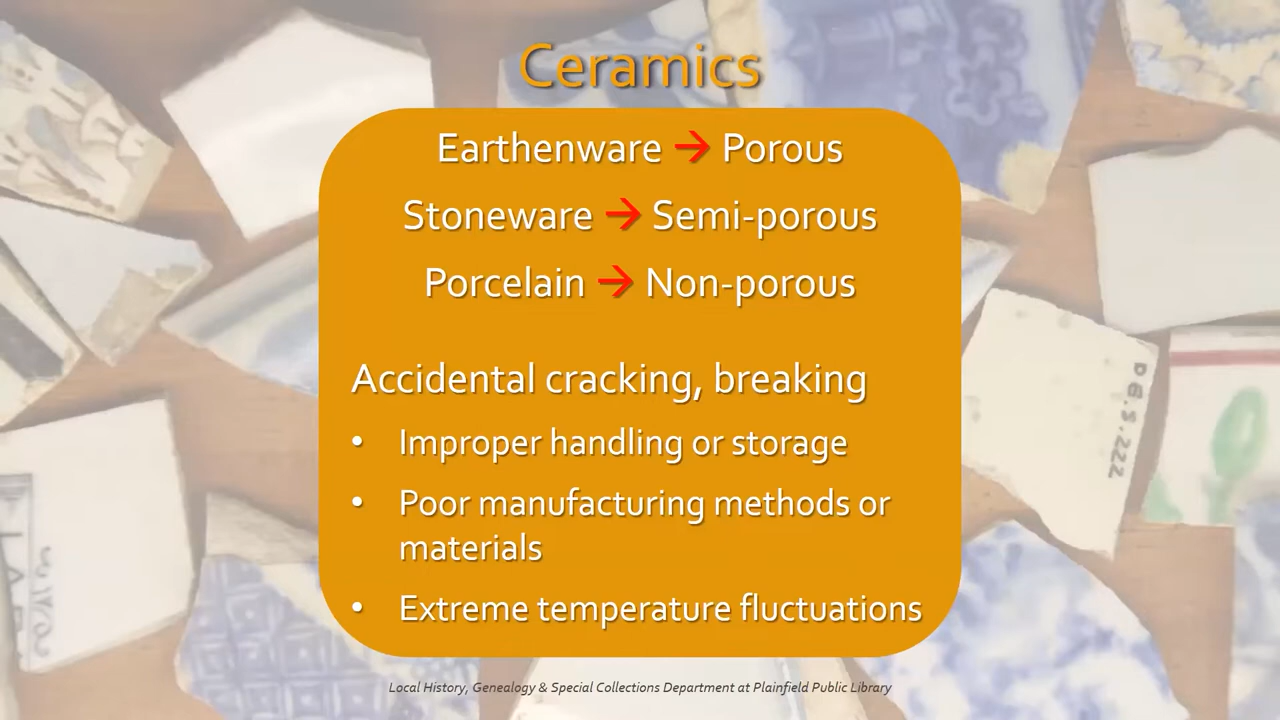 Ceramics
Earthenware → Porous
Stoneware → Semi-porous
Porcelain → Non-porous
Accidental cracking, breaking
• Improper handling or storage
• Poor manufacturing methods or
materials
• Extreme temperature fluctuations
D6.S.222
Local History, Genealogy & Special Collections Department at Plainfield Public Library